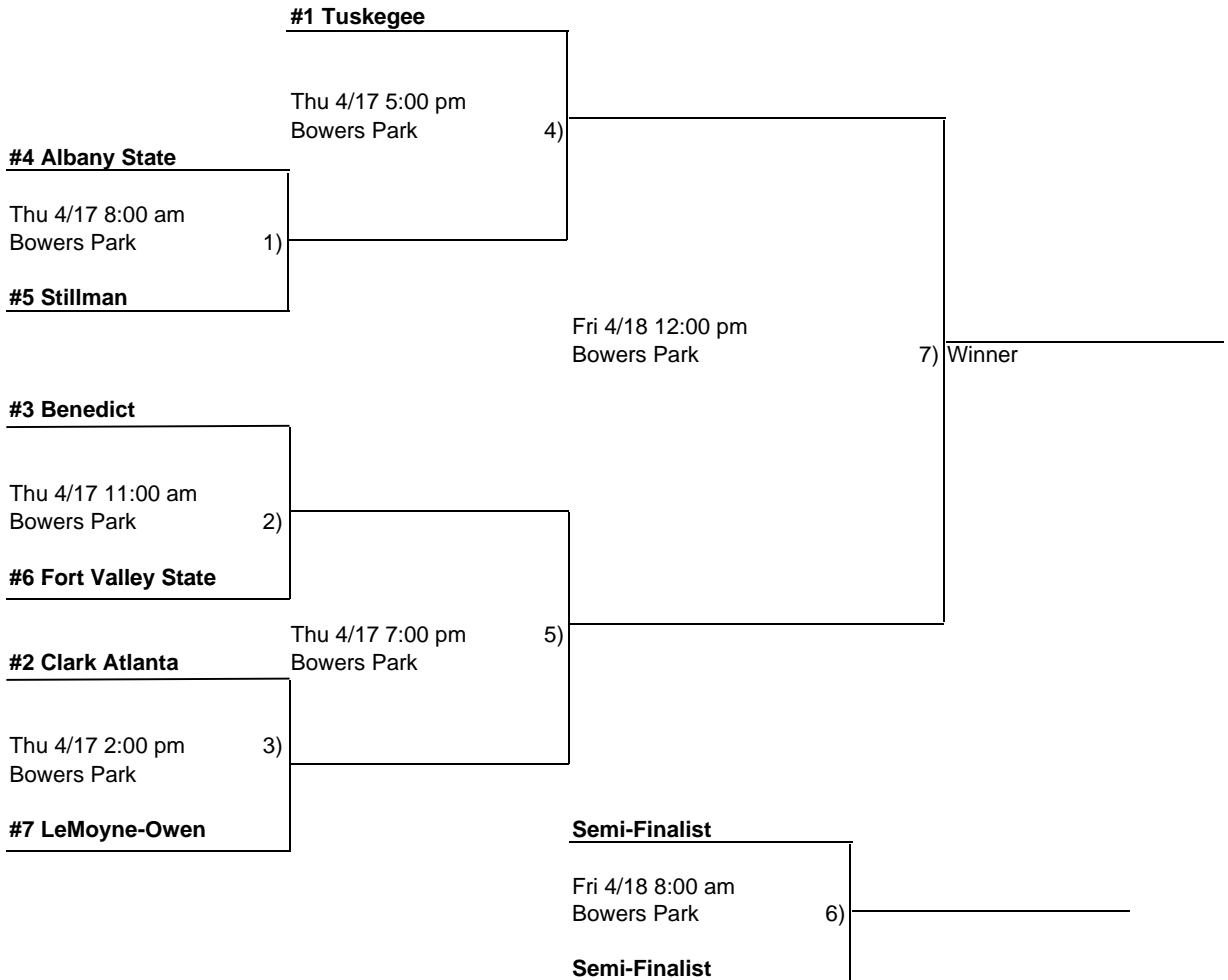 #1 Tuskegee
Thu 4/17 5:00 pm
Bowers Park 4)
#4 Albany State
Thu 4/17 8:00 am
Bowers Park 1)
#5 Stillman
Fri 4/18 12:00 pm
Bowers Park 7) Winner
#3 Benedict
Thu 4/17 11:00 am
Bowers Park 2)
#6 Fort Valley State
Thu 4/17 7:00 pm 5)
Bowers Park
#2 Clark Atlanta
Thu 4/17 2:00 pm 3)
Bowers Park
#7 LeMoyne-Owen
Semi-Finalist
Fri 4/18 8:00 am
Bowers Park 6)
Semi-Finalist